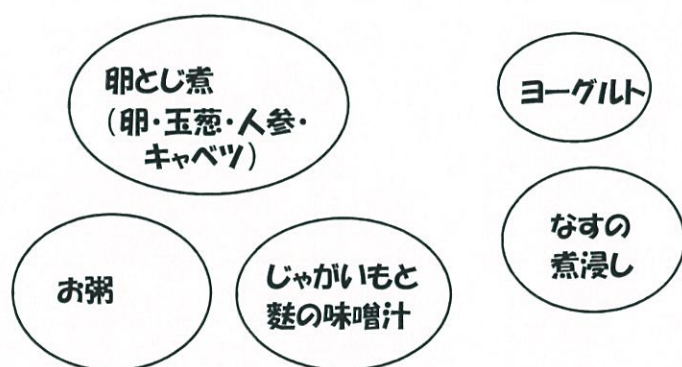 卵とじ煮
(卵・玉葱・人参・
キャベツ)
ヨーグルト
なすの
煮浸し
お粥
じゃがいもと
麩の味噌汁